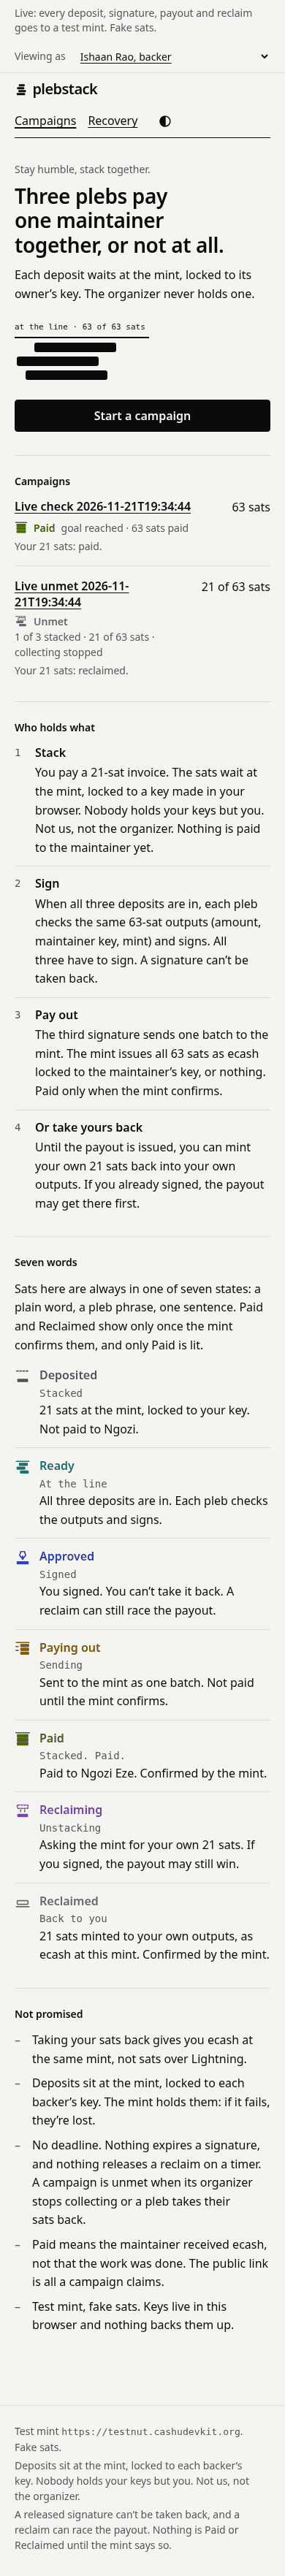 Live: every deposit, signature, payout and reclaim
goes to a test mint. Fake sats.
Viewing as Ishaan Rao, backer
plebstack
Campaigns Recovery
Stay humble, stack together.
Three plebs pay
one maintainer
together, or not at all.
Each deposit waits at the mint, locked to its
owner's key. The organizer never holds one.
at the line · 63 of 63 sats
Start a campaign
Campaigns
Live check 2026-11-21T19:34:44 63 sats
Paid goal reached · 63 sats paid
Your 21 sats: paid.
Live unmet 2026-11-
21T19:34:44 21 of 63 sats
Unmet
1 of 3 stacked · 21 of 63 sats ·
collecting stopped
Your 21 sats: reclaimed.
Who holds what
1 Stack
You pay a 21-sat invoice. The sats wait at
the mint, locked to a key made in your
browser. Nobody holds your keys but you.
Not us, not the organizer. Nothing is paid
to the maintainer yet.
2 Sign
When all three deposits are in, each pleb
checks the same 63-sat outputs (amount,
maintainer key, mint) and signs. All
three have to sign. A signature can't be
taken back.
3 Pay out
The third signature sends one batch to the
mint. The mint issues all 63 sats as ecash
locked to the maintainer's key, or nothing.
Paid only when the mint confirms.
4 Or take yours back
Until the payout is issued, you can mint
your own 21 sats back into your own
outputs. If you already signed, the payout
may get there first.
Seven words
Sats here are always in one of seven states: a
plain word, a pleb phrase, one sentence. Paid
and Reclaimed show only once the mint
confirms them, and only Paid is lit.
Deposited
Stacked
21 sats at the mint, locked to your key.
Not paid to Ngozi.
Ready
At the line
All three deposits are in. Each pleb checks
the outputs and signs.
Approved
Signed
You signed. You can't take it back. A
reclaim can still race the payout.
Paying out
Sending
Sent to the mint as one batch. Not paid
until the mint confirms.
Paid
Stacked. Paid.
Paid to Ngozi Eze. Confirmed by the mint.
Reclaiming
Unstacking
Asking the mint for your own 21 sats. If
you signed, the payout may still win.
Reclaimed
Back to you
21 sats minted to your own outputs, as
ecash at this mint. Confirmed by the mint.
Not promised
– Taking your sats back gives you ecash at
the same mint, not sats over Lightning.
– Deposits sit at the mint, locked to each
backer's key. The mint holds them: if it fails,
they're lost.
– No deadline. Nothing expires a signature,
and nothing releases a reclaim on a timer.
A campaign is unmet when its organizer
stops collecting or a pleb takes their
sats back.
– Paid means the maintainer received ecash,
not that the work was done. The public link
is all a campaign claims.
– Test mint, fake sats. Keys live in this
browser and nothing backs them up.
Test mint https://testnut.cashudevkit.org.
Fake sats.
Deposits sit at the mint, locked to each backer's
key. Nobody holds your keys but you. Not us, not
the organizer.
A released signature can't be taken back, and a
reclaim can race the payout. Nothing is Paid or
Reclaimed until the mint says so.